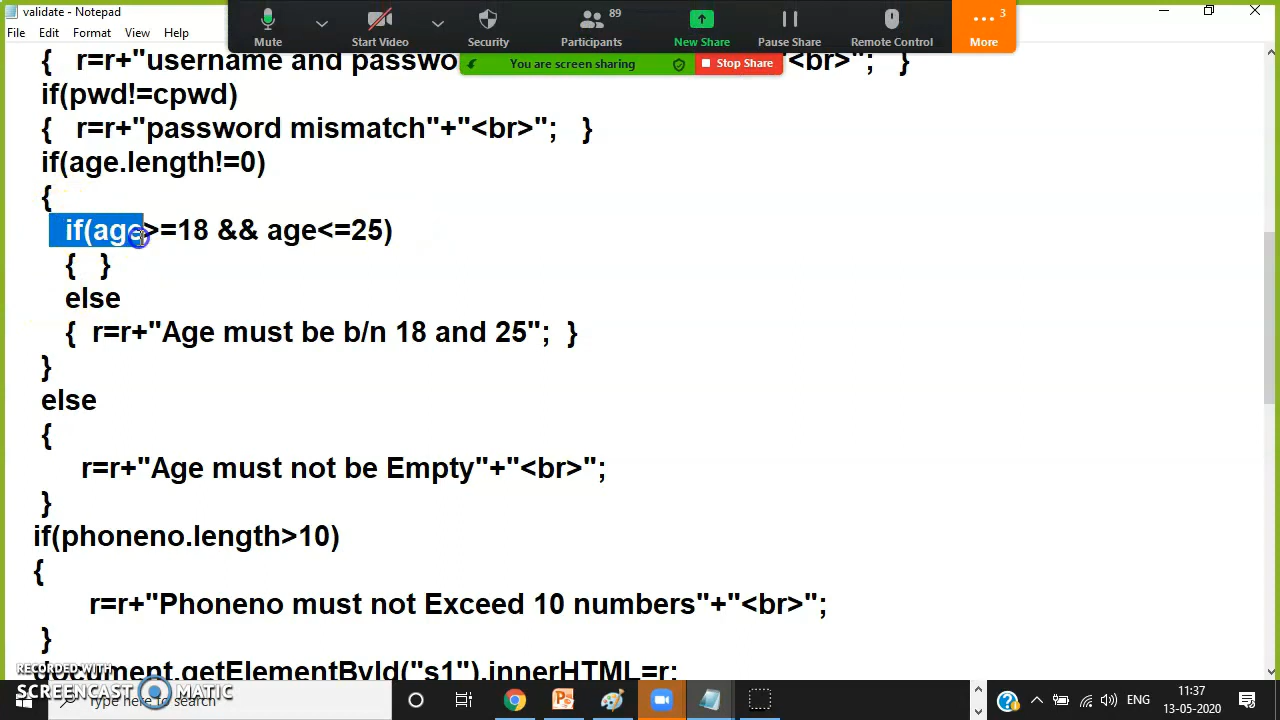 validate - Notepad
File Edit Format View Help
Mute
Start Video
Security
89
Participants
New Share
Pause Share
Remote Control
3
More
You are screen sharing
Stop Share
{ r=r+"username and passwo <br>"; }
if(pwd!=cpwd)
{ r=r+"password mismatch"+"<br>"; }
if(age.length!=0)
{
if(age>=18 && age<=25)
{ }
else
{ r=r+"Age must be b/n 18 and 25"; }
}
else
{
r=r+"Age must not be Empty"+"<br>";
}
if(phoneno.length>10)
{
r=r+"Phoneno must not Exceed 10 numbers"+"<br>";
}
document.getElementById("s1").innerHTML=r;
RECORDED WITH
SCREENCAST MATIC
Type here to search
ENG
11:37
13-05-2020